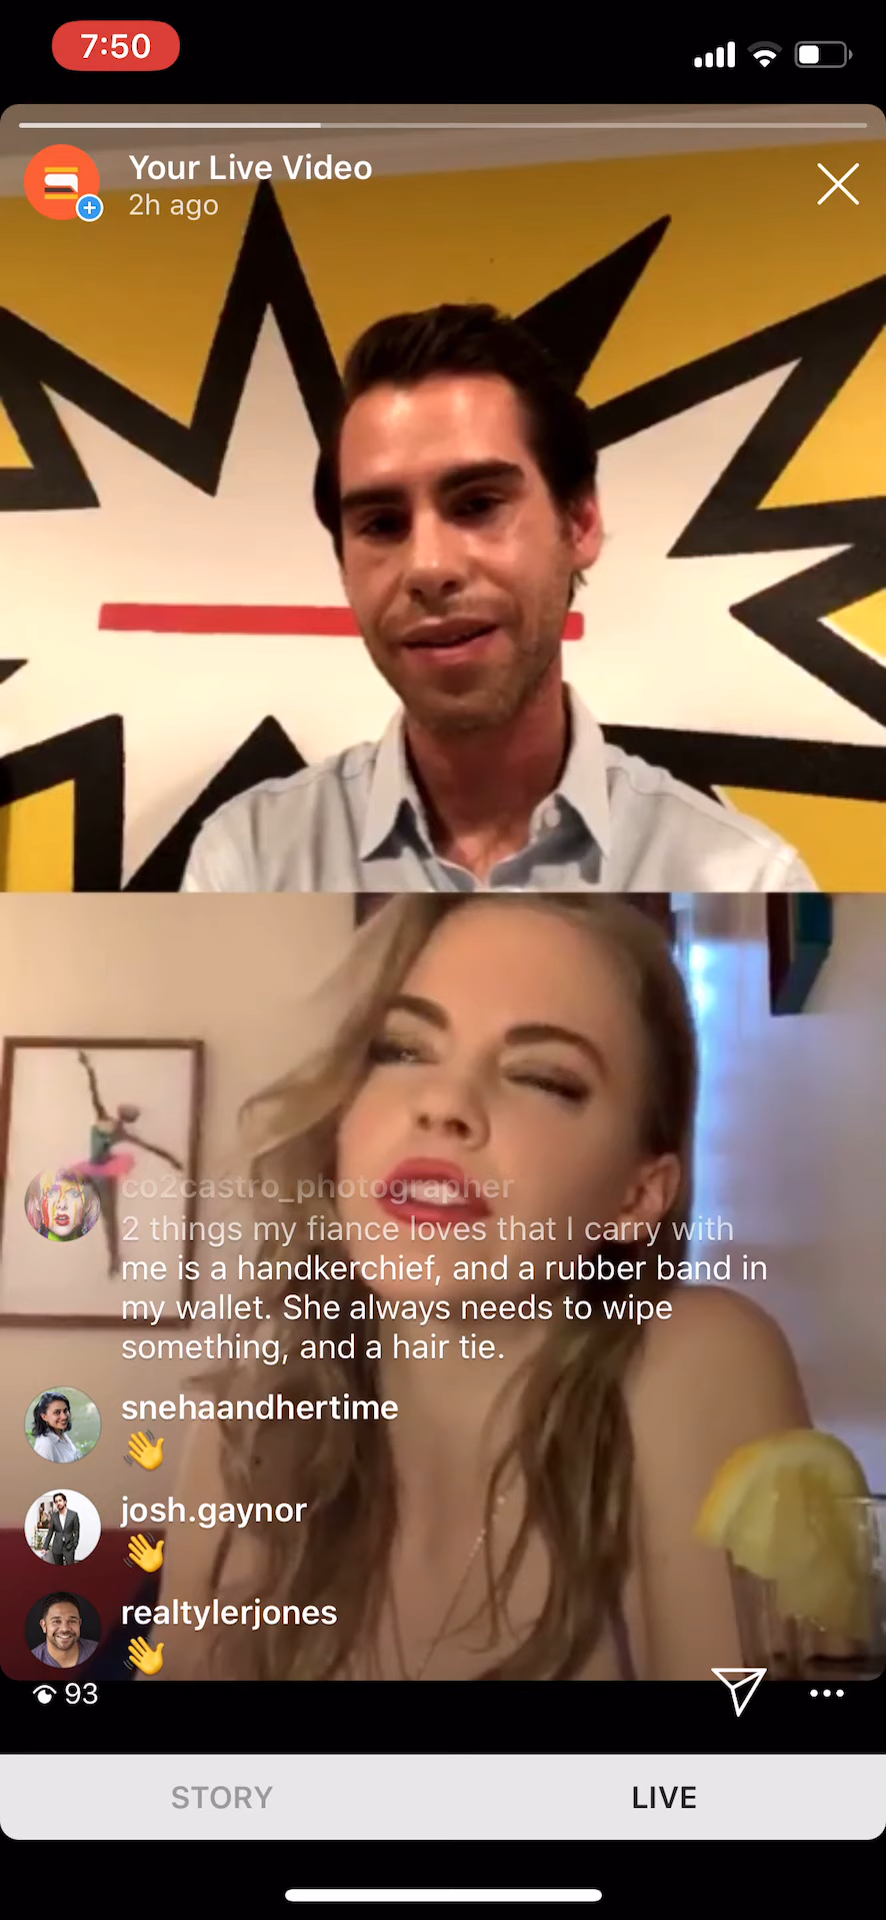 7:50
Your Live Video
2h ago
co2castro_photographer
2 things my fiance loves that I carry with
me is a handkerchief, and a rubber band in
my wallet. She always needs to wipe
something, and a hair tie.
snehaandhertime
👋
josh.gaynor
👋
realtylerjones
👋
93
STORY
LIVE